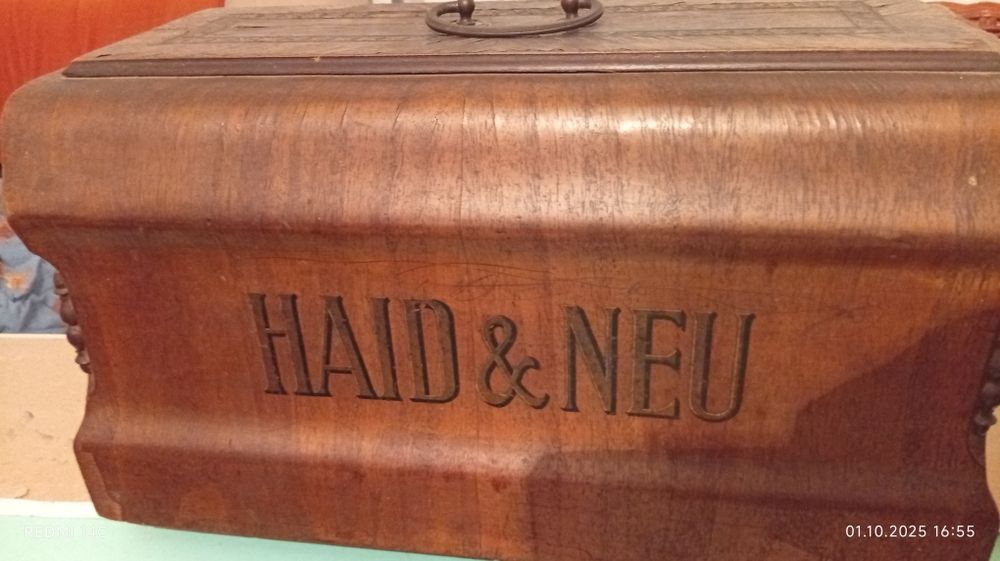 HAID & NEU
REDMI 14C
01.10.2025 16:55